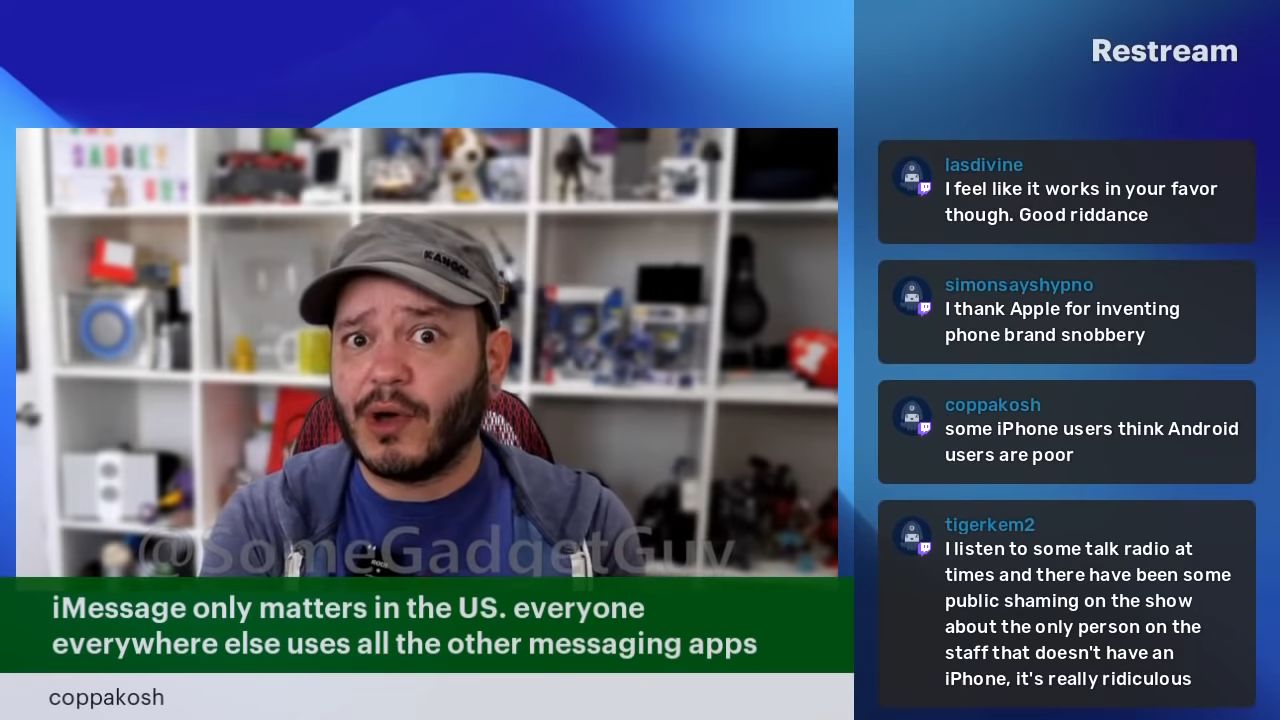 Restream
GADGET
GUY
KANGOL
@SomeGadgetGuy
iMessage only matters in the US. everyone
everywhere else uses all the other messaging apps
coppakosh
lasdivine
I feel like it works in your favor
though. Good riddance
simonsayshypno
I thank Apple for inventing
phone brand snobbery
coppakosh
some iPhone users think Android
users are poor
tigerkem2
I listen to some talk radio at
times and there have been some
public shaming on the show
about the only person on the
staff that doesn't have an
iPhone, it's really ridiculous